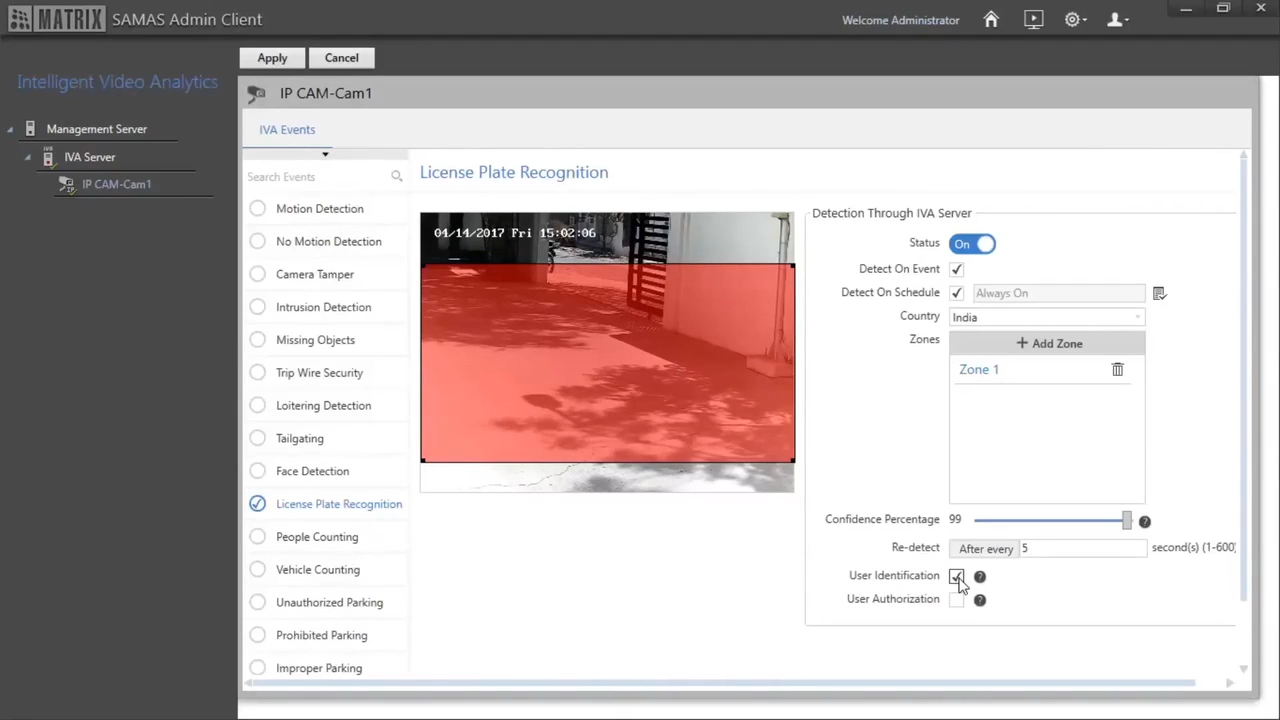 MATRIX SAMAS Admin Client
Welcome Administrator
Intelligent Video Analytics
Management Server
IVA Server
IP CAM-Cam1
Apply
Cancel
IP CAM-Cam1
IVA Events
Search Events
Motion Detection
No Motion Detection
Camera Tamper
Intrusion Detection
Missing Objects
Trip Wire Security
Loitering Detection
Tailgating
Face Detection
License Plate Recognition
People Counting
Vehicle Counting
Unauthorized Parking
Prohibited Parking
Improper Parking
License Plate Recognition
04/14/2017 Fri 15:02:06
Detection Through IVA Server
Status On
Detect On Event
Detect On Schedule Always On
Country India
Zones + Add Zone
Zone 1
Confidence Percentage 99
Re-detect After every 5 second(s) (1-600)
User Identification
User Authorization